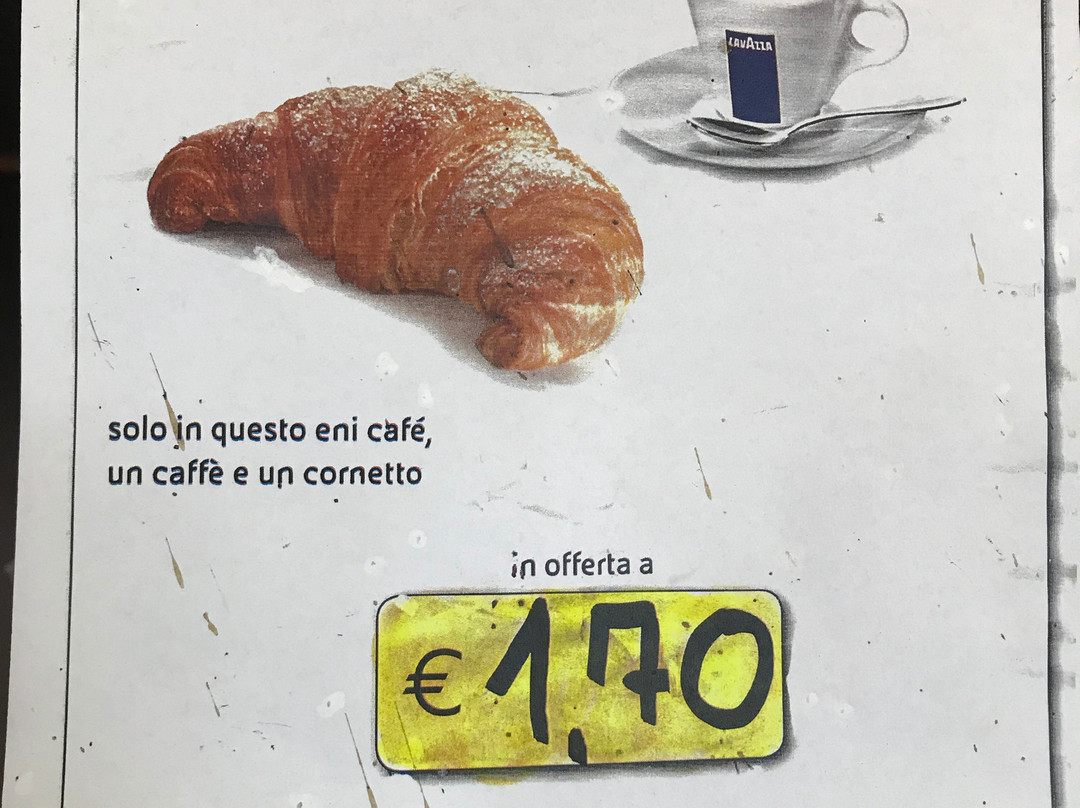 LAVAZZA
solo in questo eni café,
un caffè e un cornetto
in offerta a
€ 1,70